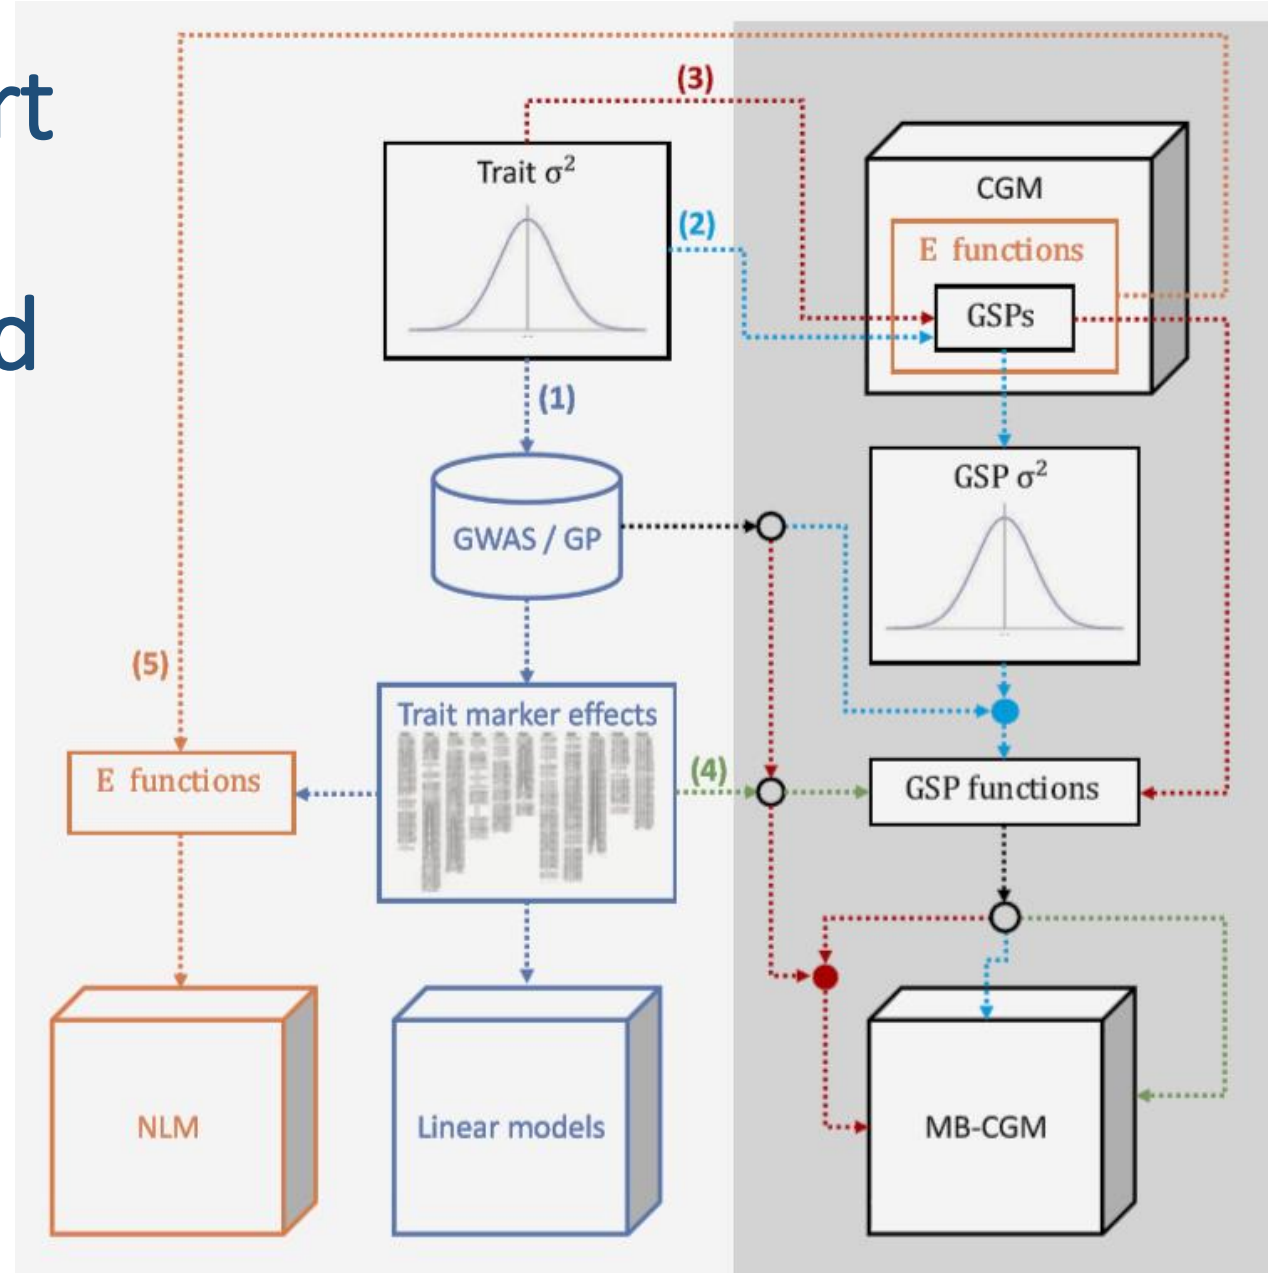 rt
d
(3)
Trait σ²
CGM
(2)
E functions
GSPs
(1)
GSP σ²
GWAS / GP
(5)
Trait marker effects
(4)
E functions
GSP functions
NLM
Linear models
MB-CGM